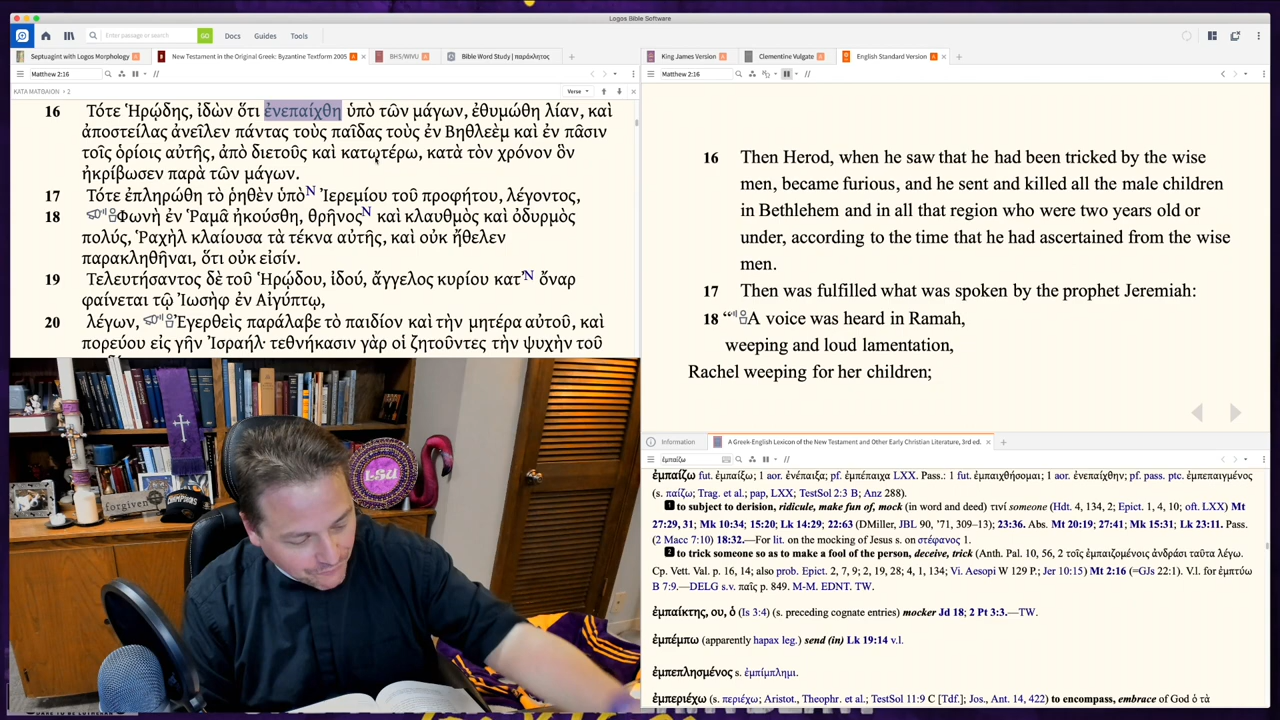 Logos Bible Software
Enter passage or search
GO
Docs
Guides
Tools
Septuagint with Logos Morphology
New Testament in the Original Greek: Byzantine Textform 2005
BHS/WIVU
Bible Word Study | παράκλητος
King James Version
Clementine Vulgate
English Standard Version
Matthew 2:16
Matthew 2:16
ΚΑΤΑ ΜΑΤΘΑΙΟΝ > 2
Verse
16 Τότε Ἡρῴδης, ἰδὼν ὅτι ἐνεπαίχθη ὑπὸ τῶν μάγων, ἐθυμώθη λίαν, καὶ
ἀποστείλας ἀνεῖλεν πάντας τοὺς παῖδας τοὺς ἐν Βηθλεὲμ καὶ ἐν πᾶσιν
τοῖς ὁρίοις αὐτῆς, ἀπὸ διετοῦς καὶ κατωτέρω, κατὰ τὸν χρόνον ὃν
ἠκρίβωσεν παρὰ τῶν μάγων.
17 Τότε ἐπληρώθη τὸ ῥηθὲν ὑπὸN Ἰερεμίου τοῦ προφήτου, λέγοντος,
18 Φωνὴ ἐν Ῥαμᾶ ἠκούσθη, θρῆνοςN καὶ κλαυθμὸς καὶ ὀδυρμὸς
πολύς, Ῥαχὴλ κλαίουσα τὰ τέκνα αὐτῆς, καὶ οὐκ ἤθελεν
παρακληθῆναι, ὅτι οὐκ εἰσίν.
19 Τελευτήσαντος δὲ τοῦ Ἡρῴδου, ἰδού, ἄγγελος κυρίου κατ’N ὄναρ
φαίνεται τῷ Ἰωσὴφ ἐν Αἰγύπτῳ,
20 λέγων, Ἐγερθεὶς παράλαβε τὸ παιδίον καὶ τὴν μητέρα αὐτοῦ, καὶ
πορεύου εἰς γῆν Ἰσραήλ· τεθνήκασιν γὰρ οἱ ζητοῦντες τὴν ψυχὴν τοῦ
16 Then Herod, when he saw that he had been tricked by the wise
men, became furious, and he sent and killed all the male children
in Bethlehem and in all that region who were two years old or
under, according to the time that he had ascertained from the wise
men.
17 Then was fulfilled what was spoken by the prophet Jeremiah:
18 “A voice was heard in Ramah,
weeping and loud lamentation,
Rachel weeping for her children;
Information
A Greek-English Lexicon of the New Testament and Other Early Christian Literature, 3rd ed.
ἐμπαίζω
ἐμπαίζω fut. ἐμπαίξω; 1 aor. ἐνέπαιξα; pf. ἐμπέπαιχα LXX. Pass.: 1 fut. ἐμπαιχθήσομαι; 1 aor. ἐνεπαίχθην; pf. pass. ptc. ἐμπεπαιγμένος
(s. παίζω; Trag. et al.; pap, LXX; TestSol 2:3 B; Anz 288).
1 to subject to derision, ridicule, make fun of, mock (in word and deed) τινί someone (Hdt. 4, 134, 2; Epict. 1, 4, 10; oft. LXX) Mt
27:29, 31; Mk 10:34; 15:20; Lk 14:29; 22:63 (DMiller, JBL 90, ’71, 309–13); 23:36. Abs. Mt 20:19; 27:41; Mk 15:31; Lk 23:11. Pass.
(2 Macc 7:10) 18:32.—For lit. on the mocking of Jesus s. on στέφανος 1.
2 to trick someone so as to make a fool of the person, deceive, trick (Anth. Pal. 10, 56, 2 τοῖς ἐμπαιζομένοις ἀνδράσι ταῦτα λέγω.
Cp. Vett. Val. p. 16, 14; also prob. Epict. 2, 7, 9; 2, 19, 28; 4, 1, 134; Vi. Aesopi W 129 P.; Jer 10:15) Mt 2:16 (=GJs 22:1). V.l. for ἐμπτύω
B 7:9.—DELG s.v. παῖς p. 849. M-M. EDNT. TW.
ἐμπαίκτης, ου, ὁ (Is 3:4) (s. preceding cognate entries) mocker Jd 18; 2 Pt 3:3.—TW.
ἐμπέμπω (apparently hapax leg.) send (in) Lk 19:14 v.l.
ἐμπεπλησμένος s. ἐμπίμπλημι.
ἐμπεριέχω (s. περιέχω; Aristot., Theophr. et al.; TestSol 11:9 C [Tdf.]; Jos., Ant. 14, 422) to encompass, embrace of God ὁ τὰ
forgiven
LSU